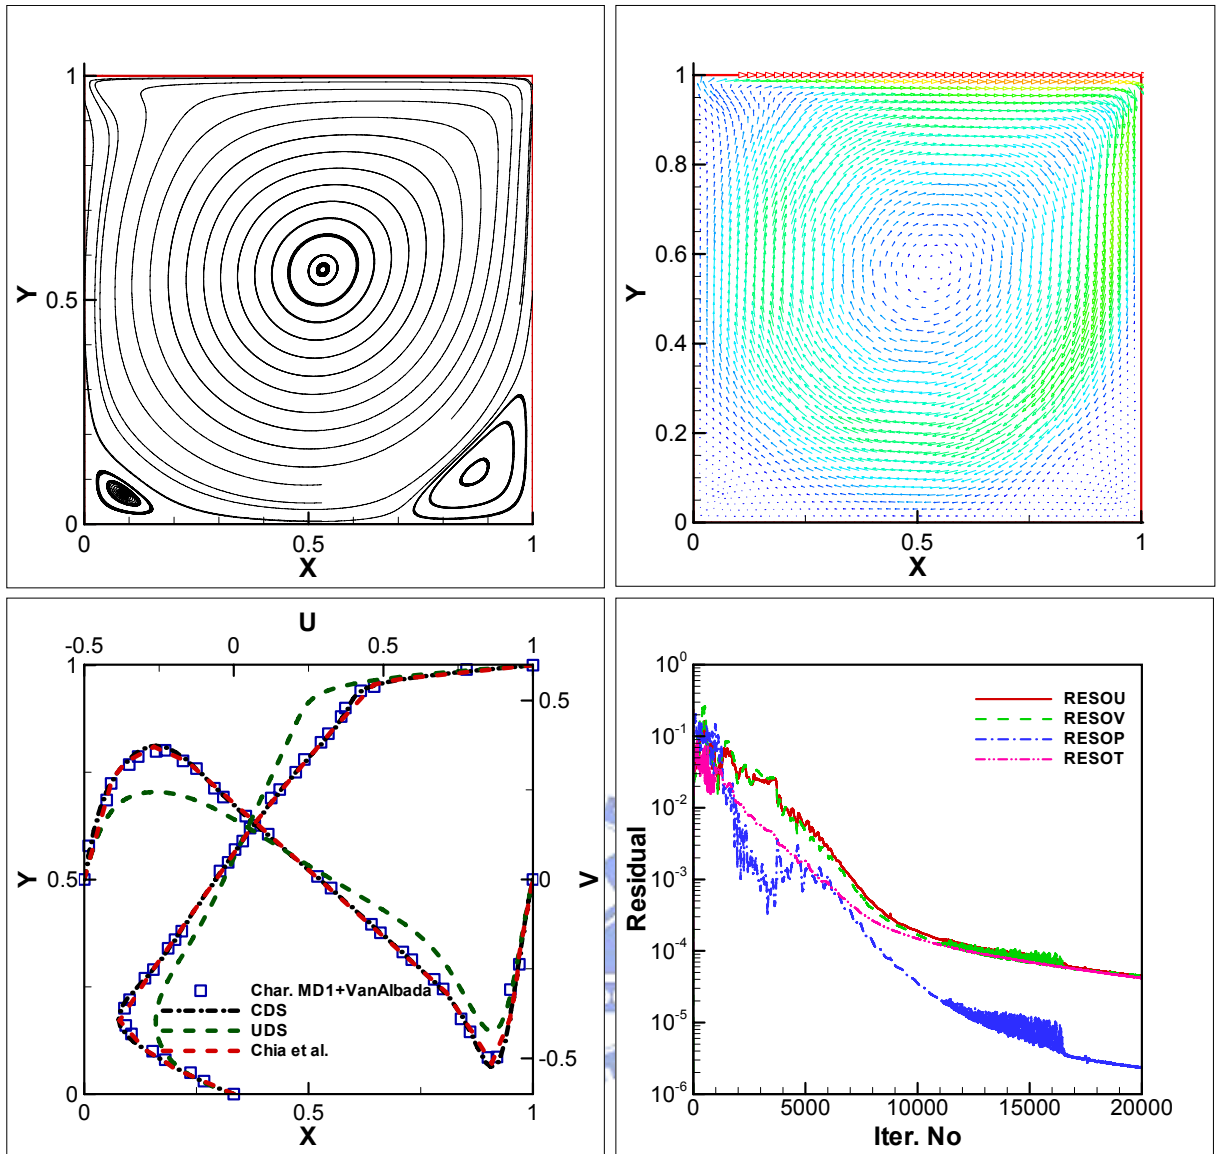 1
Y
0.5
0
0
0.5
1
X
1
0.8
0.6
Y
0.4
0.2
0
0
0.5
1
X
U
-0.5
0
0.5
1
1
Y
0.5
0
0.5
0
V
-0.5
Char. MD1+VanAlbada
CDS
UDS
Chia et al.
0
0.5
1
X
10^0
10^-1
10^-2
10^-3
10^-4
10^-5
10^-6
Residual
RESOU
RESOV
RESOP
RESOT
0
5000
10000
15000
20000
Iter. No